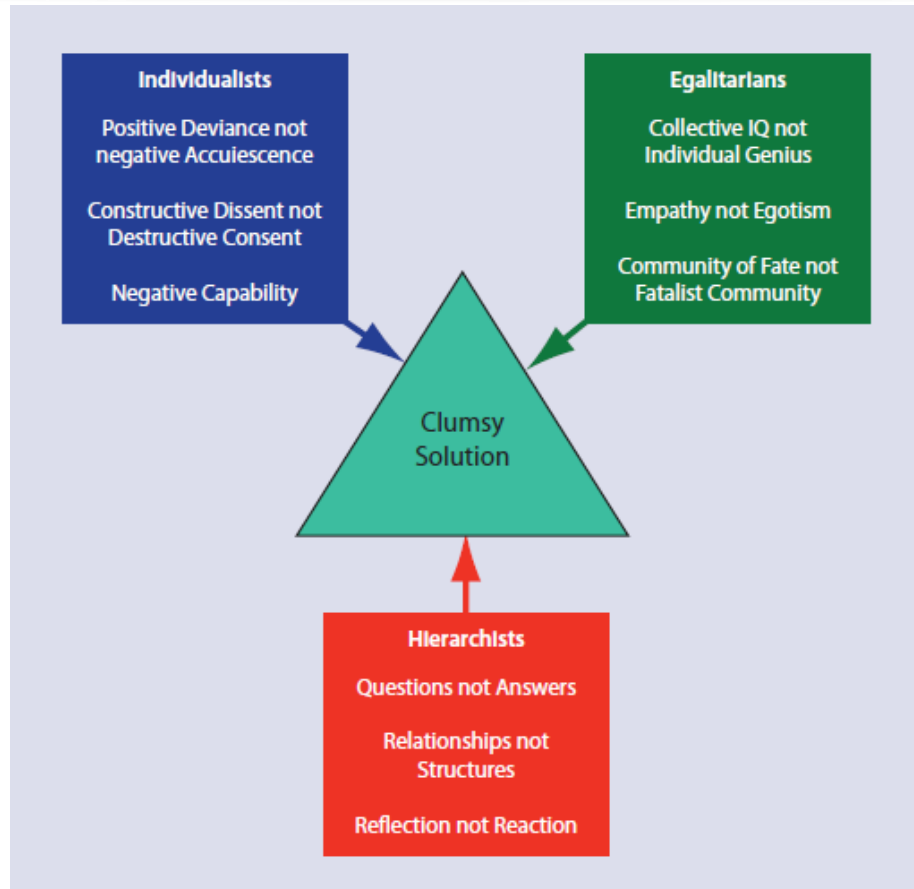 Individualists
Positive Deviance not
negative Accuiescence
Constructive Dissent not
Destructive Consent
Negative Capability
Egalitarians
Collective IQ not
Individual Genius
Empathy not Egotism
Community of Fate not
Fatalist Community
Clumsy
Solution
Hierarchists
Questions not Answers
Relationships not
Structures
Reflection not Reaction